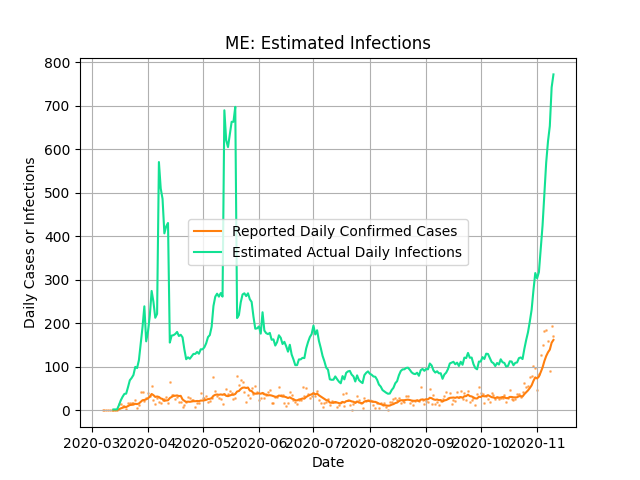 ME: Estimated Infections
Daily Cases or Infections
800
700
600
500
400
300
200
100
0
Reported Daily Confirmed Cases
Estimated Actual Daily Infections
2020-03 2020-04 2020-05 2020-06 2020-07 2020-08 2020-09 2020-10 2020-11
Date